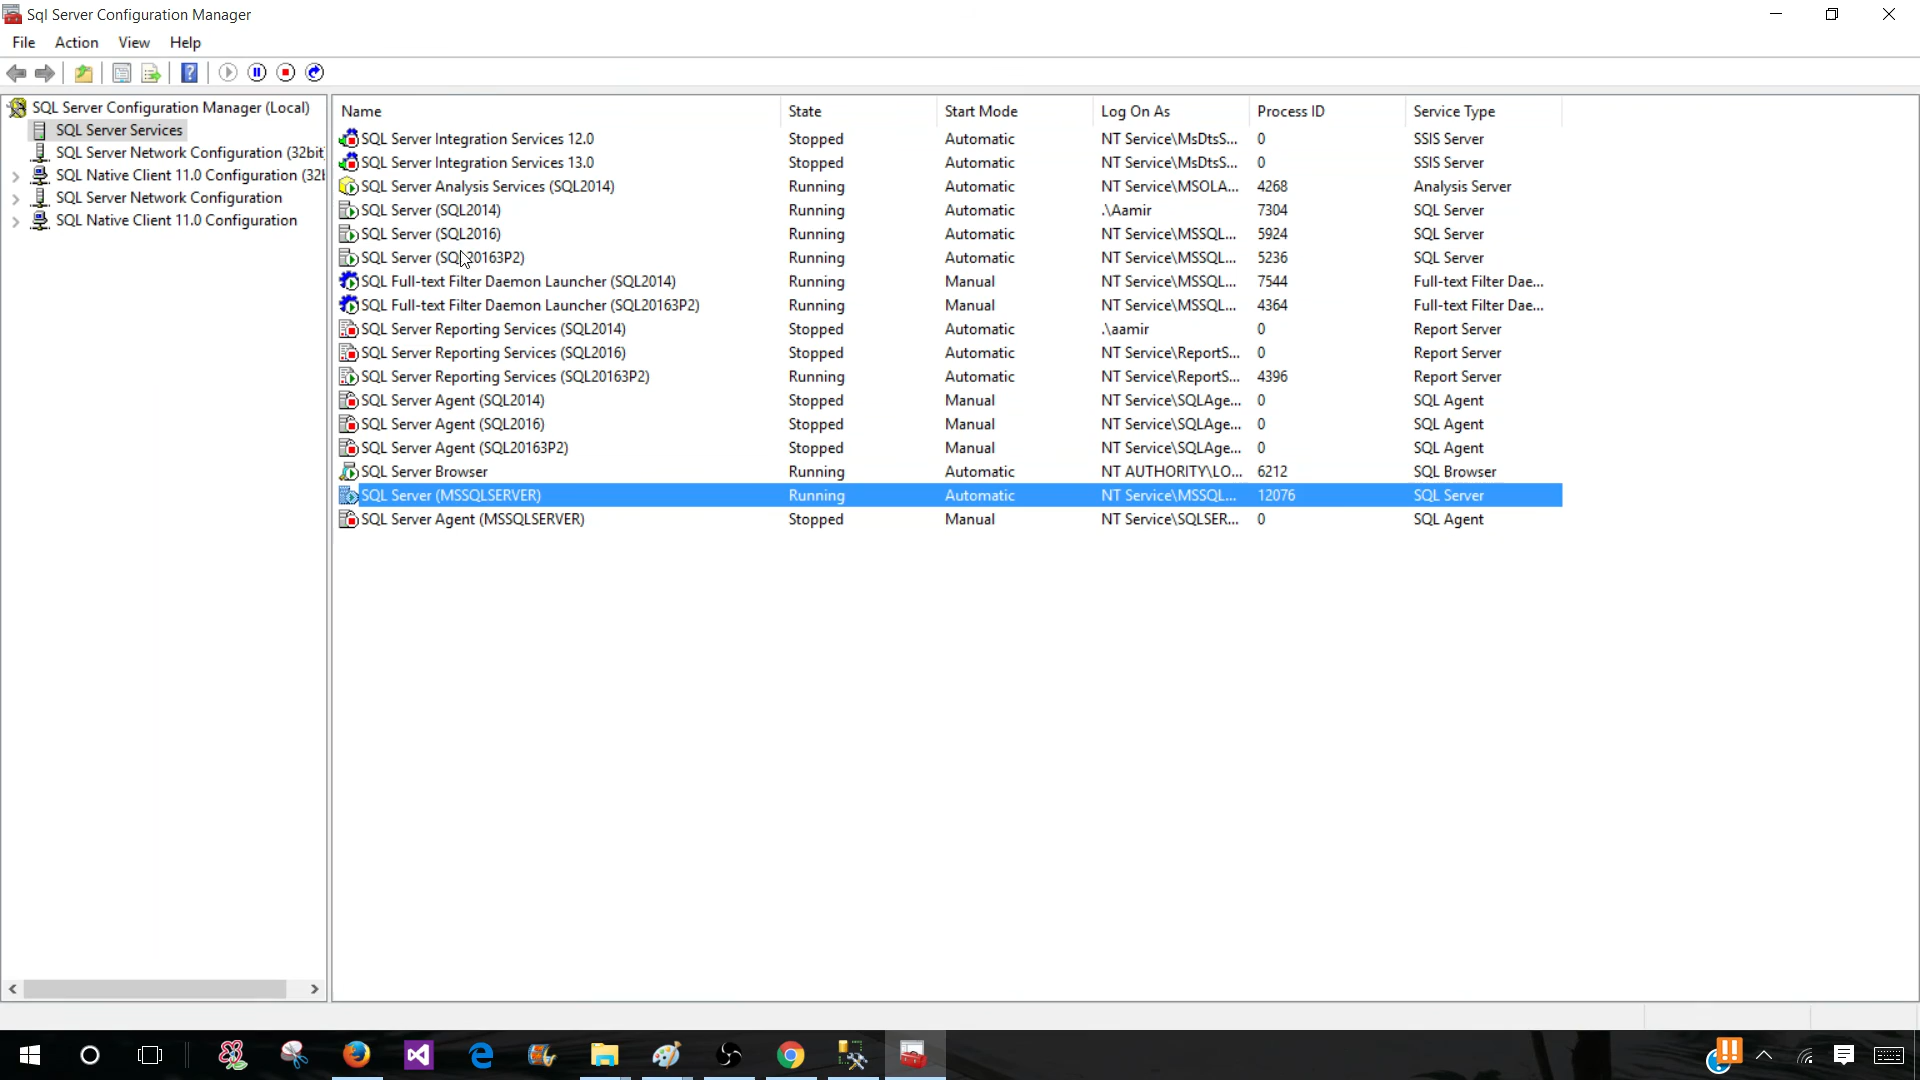 Sql Server Configuration Manager
File Action View Help
SQL Server Configuration Manager (Local)
SQL Server Services
SQL Server Network Configuration (32bit
SQL Native Client 11.0 Configuration (32l
SQL Server Network Configuration
SQL Native Client 11.0 Configuration
Name State Start Mode Log On As Process ID Service Type
SQL Server Integration Services 12.0 Stopped Automatic NT Service\MsDtsS... 0 SSIS Server
SQL Server Integration Services 13.0 Stopped Automatic NT Service\MsDtsS... 0 SSIS Server
SQL Server Analysis Services (SQL2014) Running Automatic NT Service\MSOLA... 4268 Analysis Server
SQL Server (SQL2014) Running Automatic .\Aamir 7304 SQL Server
SQL Server (SQL2016) Running Automatic NT Service\MSSQL... 5924 SQL Server
SQL Server (SQL20163P2) Running Automatic NT Service\MSSQL... 5236 SQL Server
SQL Full-text Filter Daemon Launcher (SQL2014) Running Manual NT Service\MSSQL... 7544 Full-text Filter Dae...
SQL Full-text Filter Daemon Launcher (SQL20163P2) Running Manual NT Service\MSSQL... 4364 Full-text Filter Dae...
SQL Server Reporting Services (SQL2014) Stopped Automatic .\aamir 0 Report Server
SQL Server Reporting Services (SQL2016) Stopped Automatic NT Service\ReportS... 0 Report Server
SQL Server Reporting Services (SQL20163P2) Running Automatic NT Service\ReportS... 4396 Report Server
SQL Server Agent (SQL2014) Stopped Manual NT Service\SQLAge... 0 SQL Agent
SQL Server Agent (SQL2016) Stopped Manual NT Service\SQLAge... 0 SQL Agent
SQL Server Agent (SQL20163P2) Stopped Manual NT Service\SQLAge... 0 SQL Agent
SQL Server Browser Running Automatic NT AUTHORITY\LO... 6212 SQL Browser
SQL Server (MSSQLSERVER) Running Automatic NT Service\MSSQL... 12076 SQL Server
SQL Server Agent (MSSQLSERVER) Stopped Manual NT Service\SQLSER... 0 SQL Agent